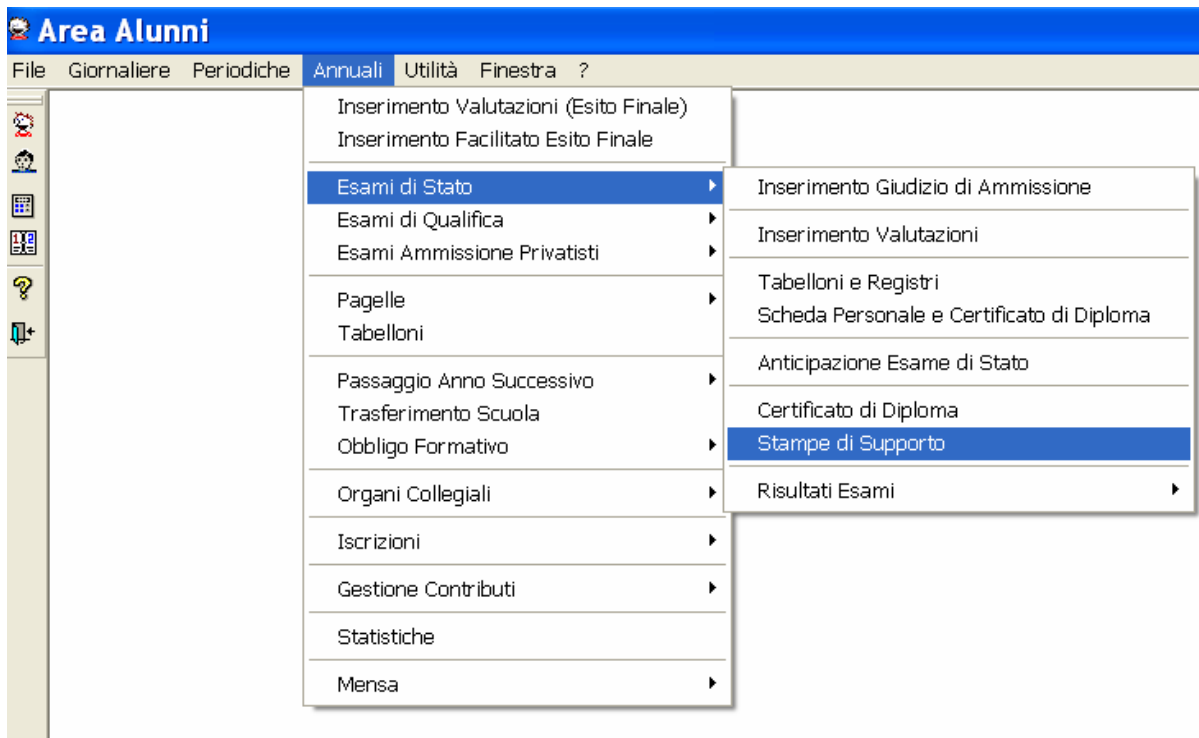 Area Alunni
File Giornaliere Periodiche Annuali Utilità Finestra ?
Inserimento Valutazioni (Esito Finale)
Inserimento Facilitato Esito Finale
Esami di Stato
Esami di Qualifica
Esami Ammissione Privatisti
Pagelle
Tabelloni
Passaggio Anno Successivo
Trasferimento Scuola
Obbligo Formativo
Organi Collegiali
Iscrizioni
Gestione Contributi
Statistiche
Mensa
Inserimento Giudizio di Ammissione
Inserimento Valutazioni
Tabelloni e Registri
Scheda Personale e Certificato di Diploma
Anticipazione Esame di Stato
Certificato di Diploma
Stampe di Supporto
Risultati Esami